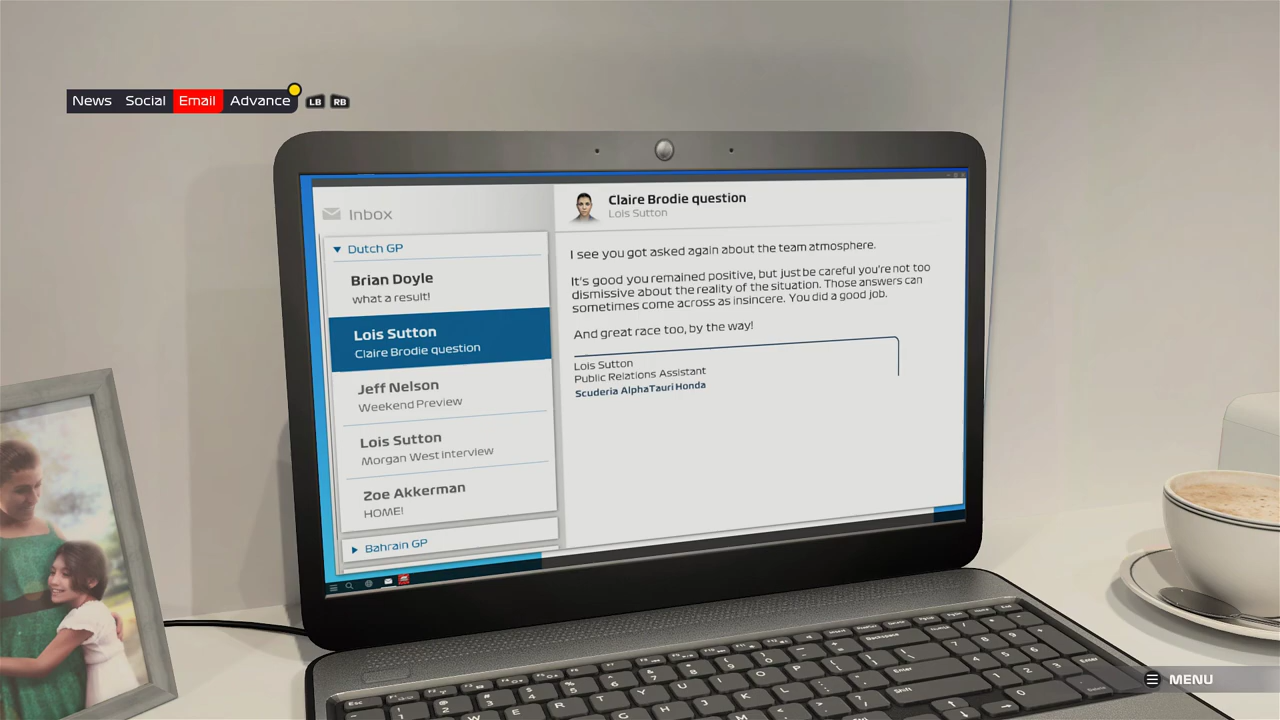 News Social Email Advance LB RB
Inbox
Dutch GP
Brian Doyle
what a result!
Lois Sutton
Claire Brodie question
Jeff Nelson
Weekend Preview
Lois Sutton
Morgan West interview
Zoe Akkerman
HOME!
Bahrain GP
Claire Brodie question
Lois Sutton
I see you got asked again about the team atmosphere.
It's good you remained positive, but just be careful you're not too
dismissive about the reality of the situation. Those answers can
sometimes come across as insincere. You did a good job.
And great race too, by the way!
Lois Sutton
Public Relations Assistant
Scuderia AlphaTauri Honda
Backspace
Enter
Shift
Enter
MENU